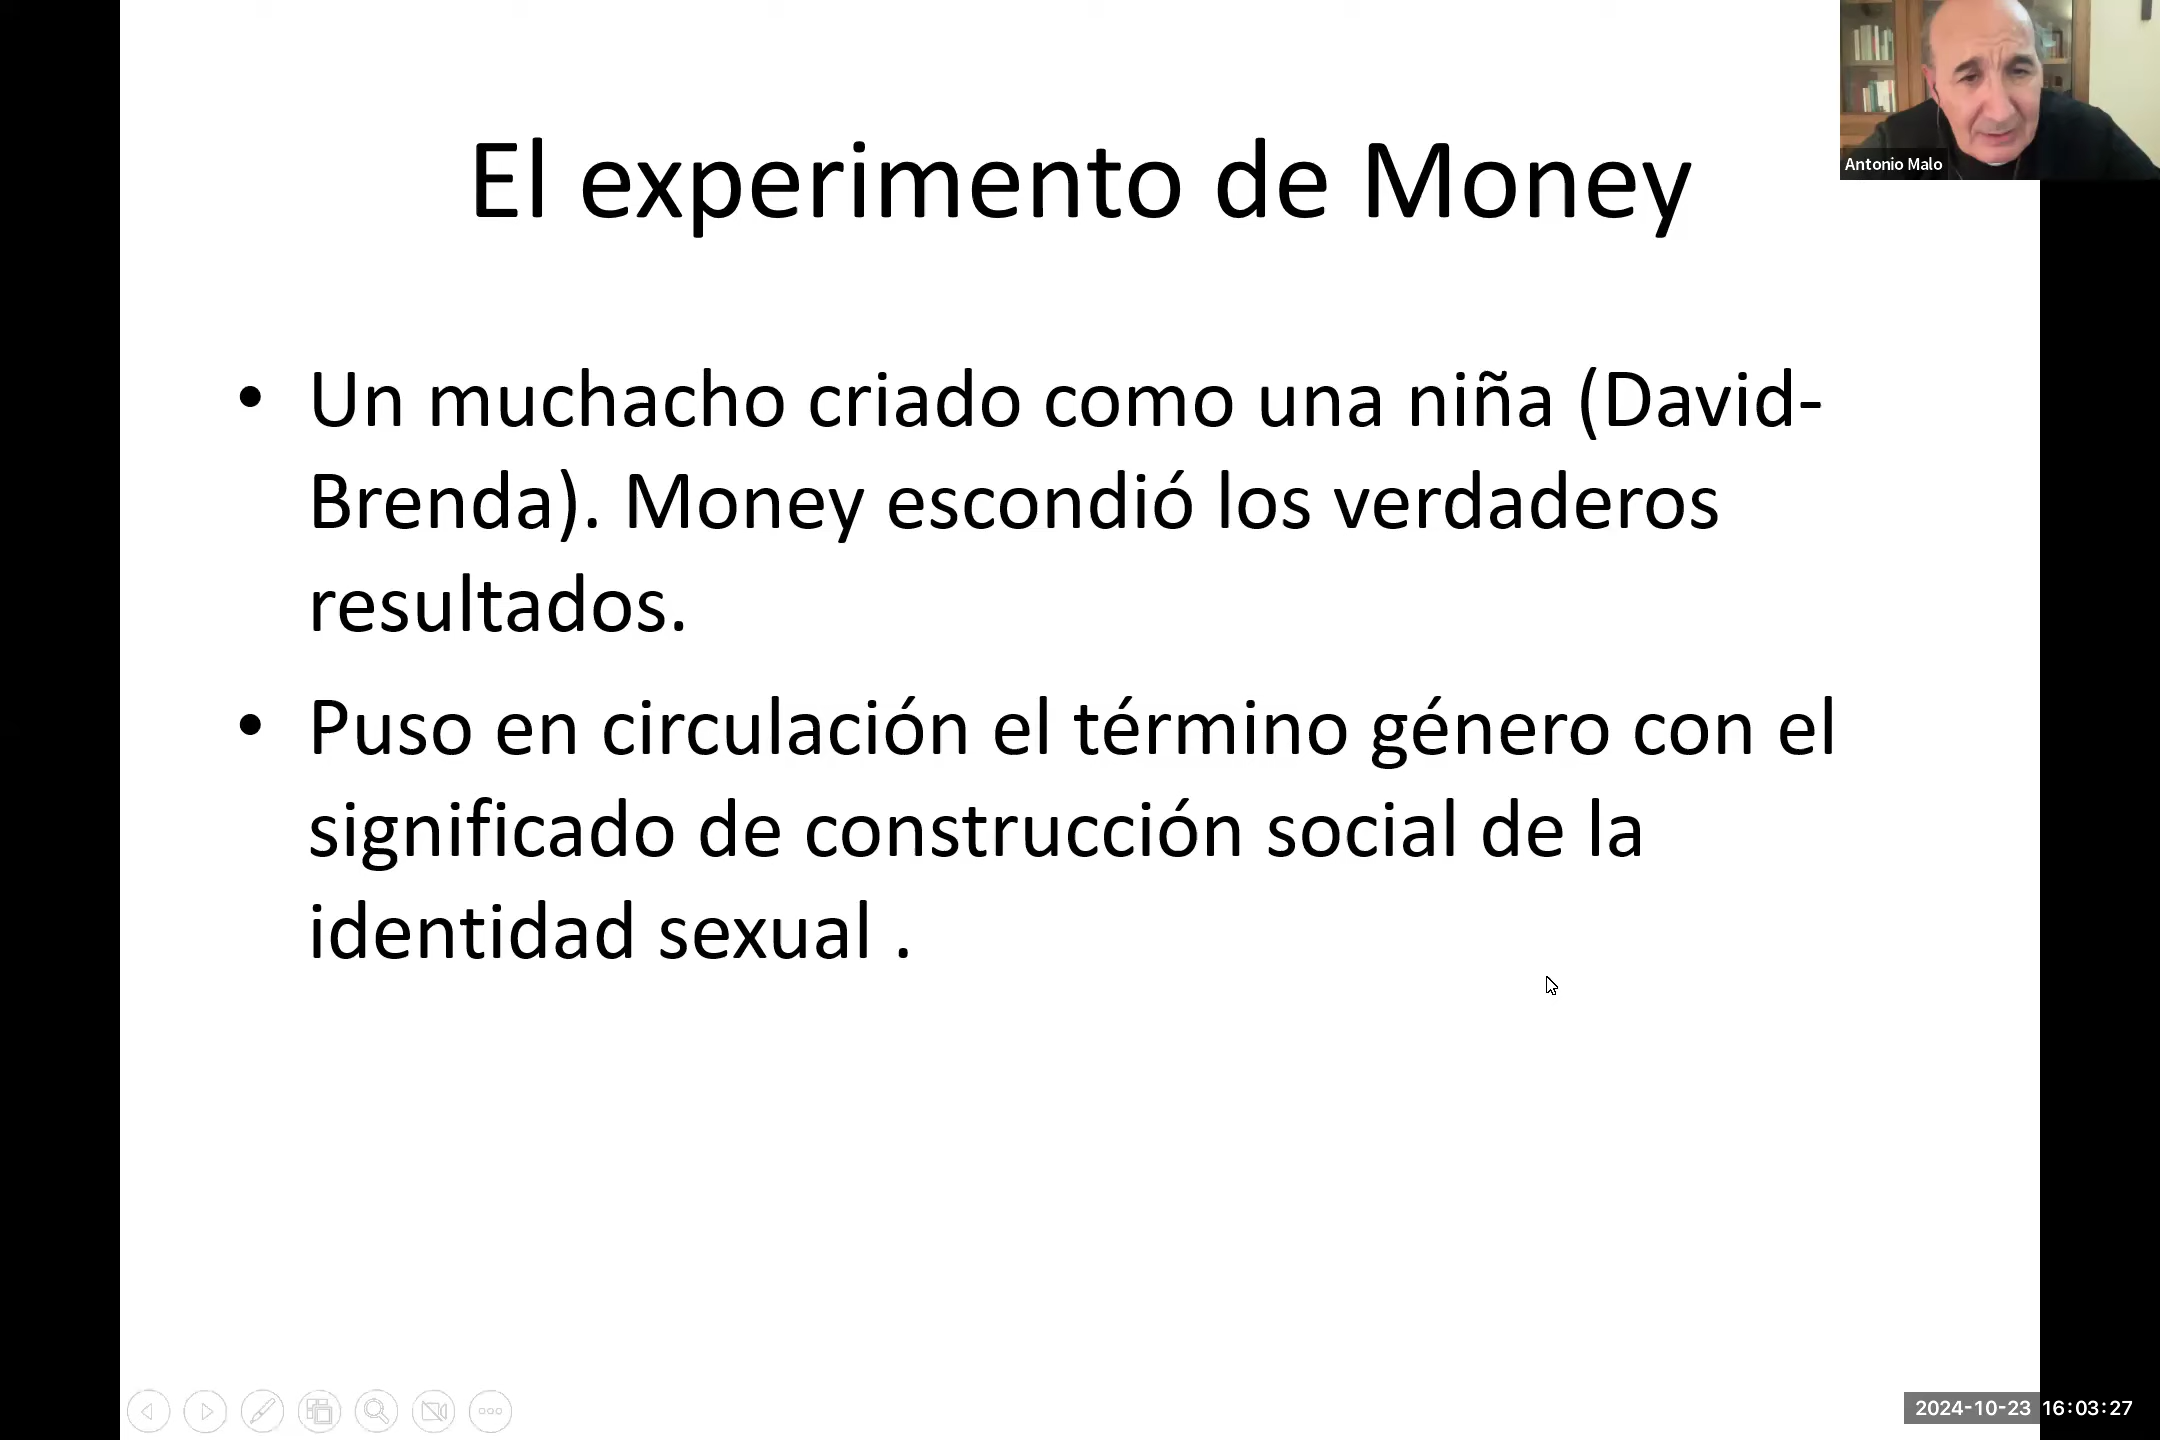 El experimento de Money
Antonio Malo
• Un muchacho criado como una niña (David-
Brenda). Money escondió los verdaderos
resultados.
• Puso en circulación el término género con el
significado de construcción social de la
identidad sexual .
2024-10-23 16:03:27